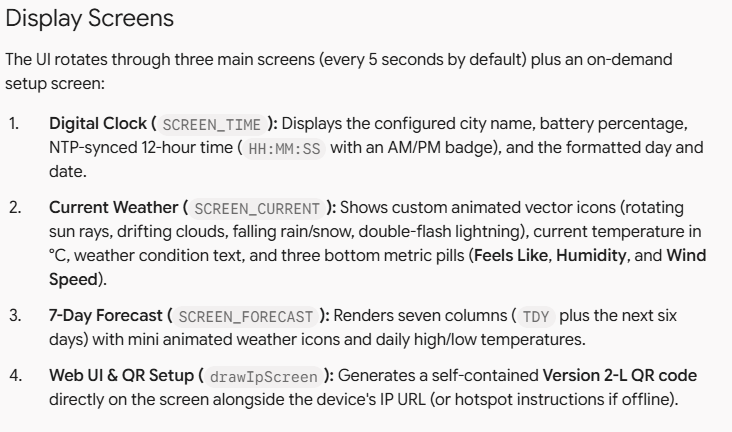 Display Screens
The UI rotates through three main screens (every 5 seconds by default) plus an on-demand
setup screen:
1. Digital Clock ( SCREEN_TIME ): Displays the configured city name, battery percentage,
NTP-synced 12-hour time ( HH:MM:SS with an AM/PM badge), and the formatted day and
date.
2. Current Weather ( SCREEN_CURRENT ): Shows custom animated vector icons (rotating
sun rays, drifting clouds, falling rain/snow, double-flash lightning), current temperature in
°C, weather condition text, and three bottom metric pills (Feels Like, Humidity, and Wind
Speed).
3. 7-Day Forecast ( SCREEN_FORECAST ): Renders seven columns ( TDY plus the next six
days) with mini animated weather icons and daily high/low temperatures.
4. Web UI & QR Setup ( drawIpScreen ): Generates a self-contained Version 2-L QR code
directly on the screen alongside the device's IP URL (or hotspot instructions if offline).